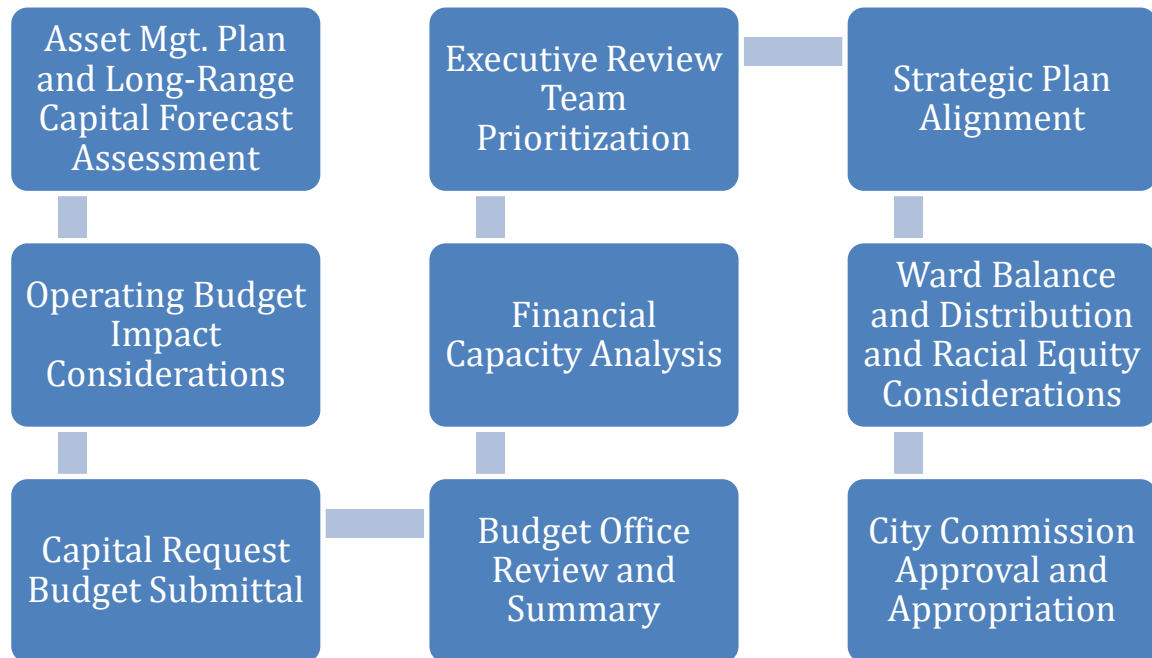 Asset Mgt. Plan
and Long-Range
Capital Forecast
Assessment
Operating Budget
Impact
Considerations
Capital Request
Budget Submittal
Budget Office
Review and
Summary
Financial
Capacity Analysis
Executive Review
Team
Prioritization
Strategic Plan
Alignment
Ward Balance
and Distribution
and Racial Equity
Considerations
City Commission
Approval and
Appropriation